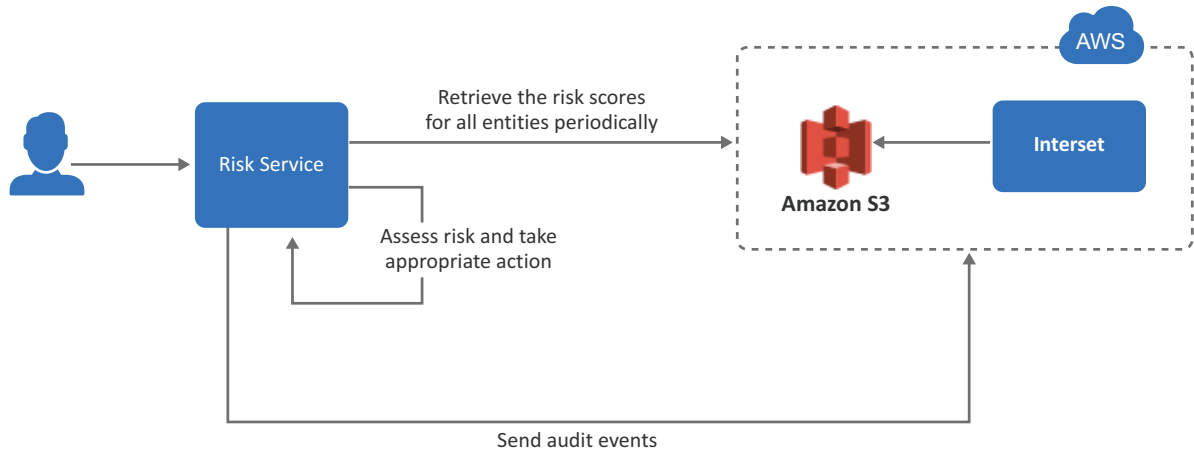 AWS
Retrieve the risk scores
for all entities periodically
Risk Service
Interset
Amazon S3
Assess risk and take
appropriate action
Send audit events